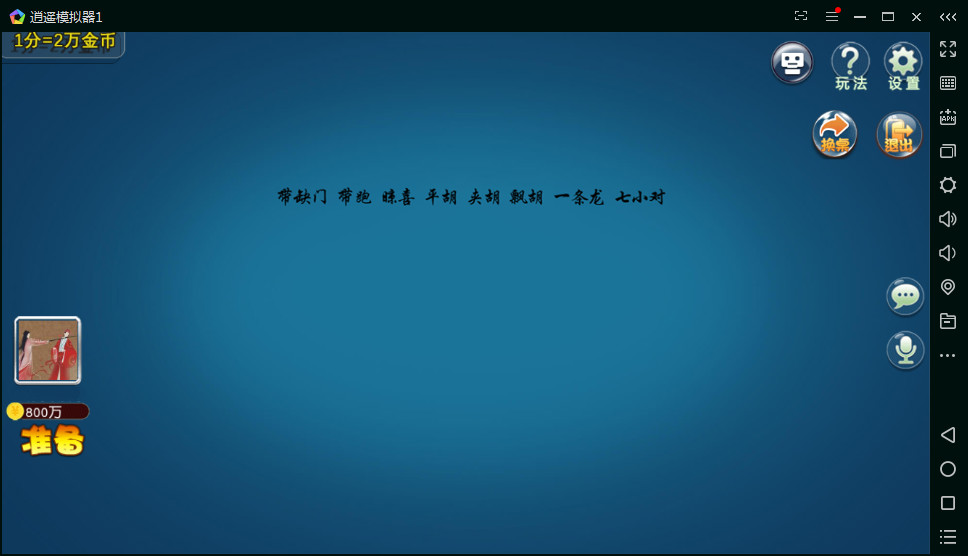 逍遥模拟器1
1分=2万金币
玩法
设置
换桌
退出
APK
带缺门 带跑 晾喜 平胡 夹胡 飘胡 一条龙 七小对
800万
准备